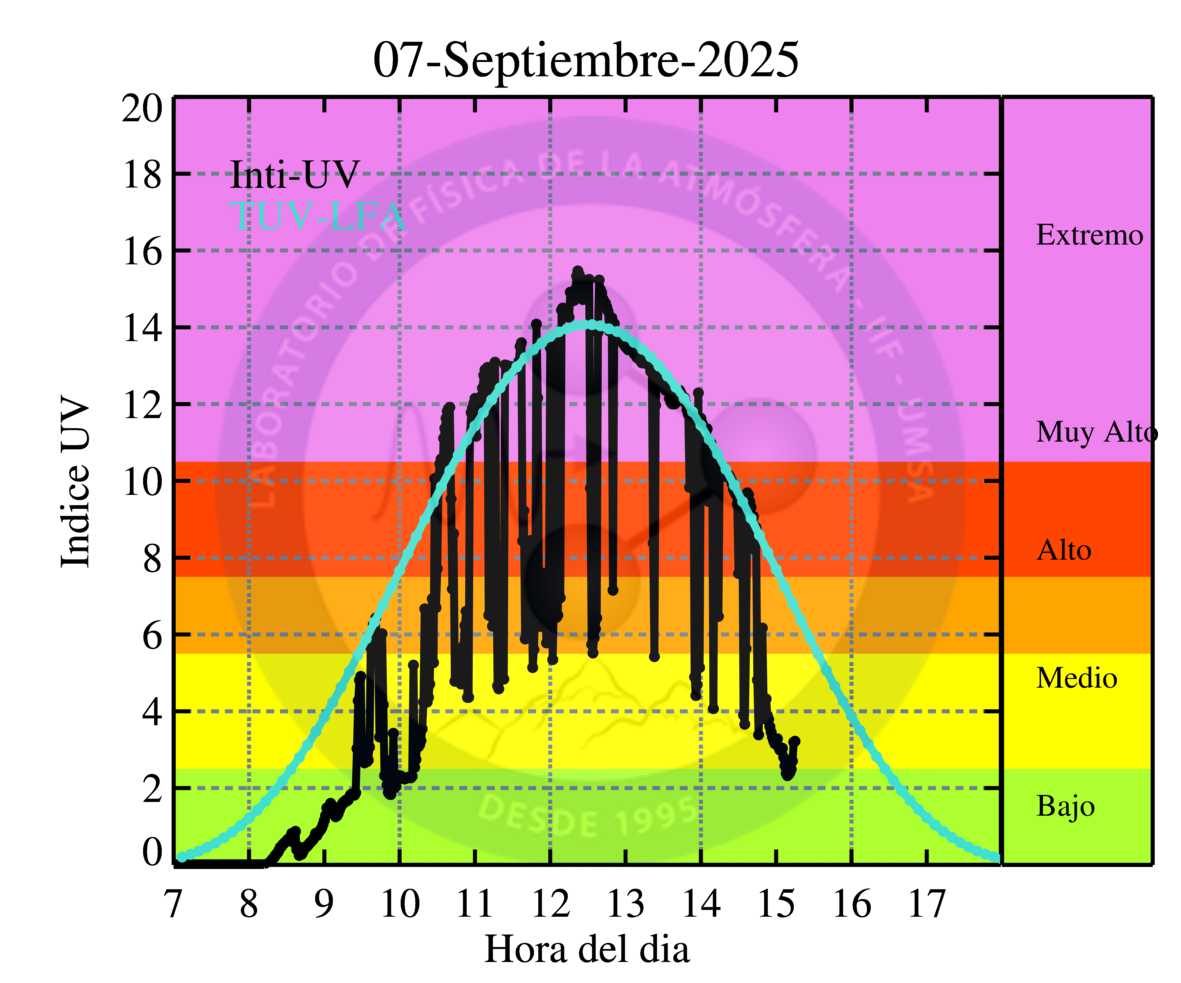 07-Septiembre-2025
20
18
16
14
12
10
8
6
4
2
0
Indice UV
Inti-UV
TUV-LFA
LABORATORIO DE FÍSICA DE LA ATMÓSFERA - IIF - UMSA
DESDE 1995
Extremo
Muy Alto
Alto
Medio
Bajo
7 8 9 10 11 12 13 14 15 16 17
Hora del dia